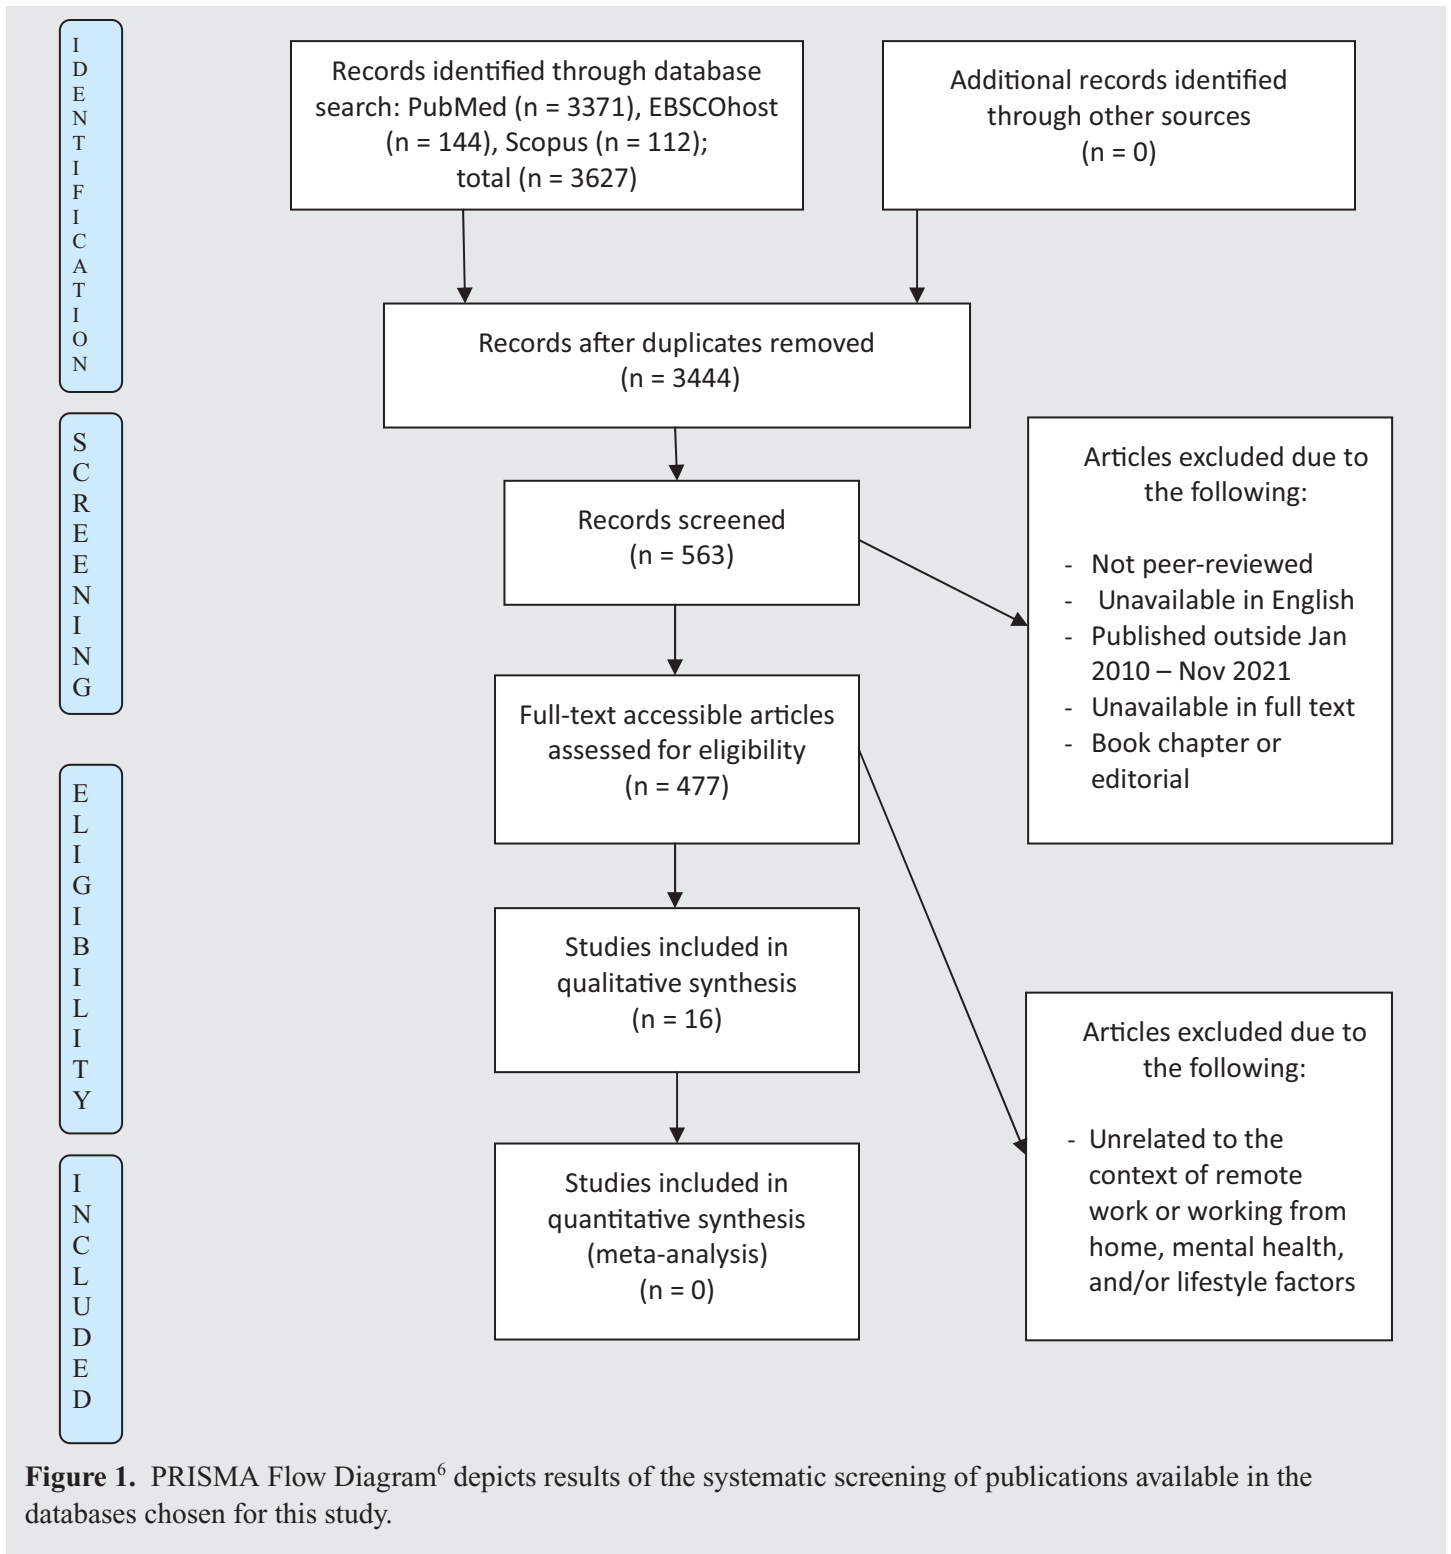 IDENTIFICATION
Records identified through database
search: PubMed (n = 3371), EBSCOhost
(n = 144), Scopus (n = 112);
total (n = 3627)
Additional records identified
through other sources
(n = 0)
Records after duplicates removed
(n = 3444)
SCREENING
Records screened
(n = 563)
Articles excluded due to
the following:
- Not peer-reviewed
- Unavailable in English
- Published outside Jan
2010 – Nov 2021
- Unavailable in full text
- Book chapter or
editorial
Full-text accessible articles
assessed for eligibility
(n = 477)
ELIGIBILITY
Studies included in
qualitative synthesis
(n = 16)
Articles excluded due to
the following:
- Unrelated to the
context of remote
work or working from
home, mental health,
and/or lifestyle factors
INCLUDED
Studies included in
quantitative synthesis
(meta-analysis)
(n = 0)
Figure 1. PRISMA Flow Diagram⁶ depicts results of the systematic screening of publications available in the
databases chosen for this study.